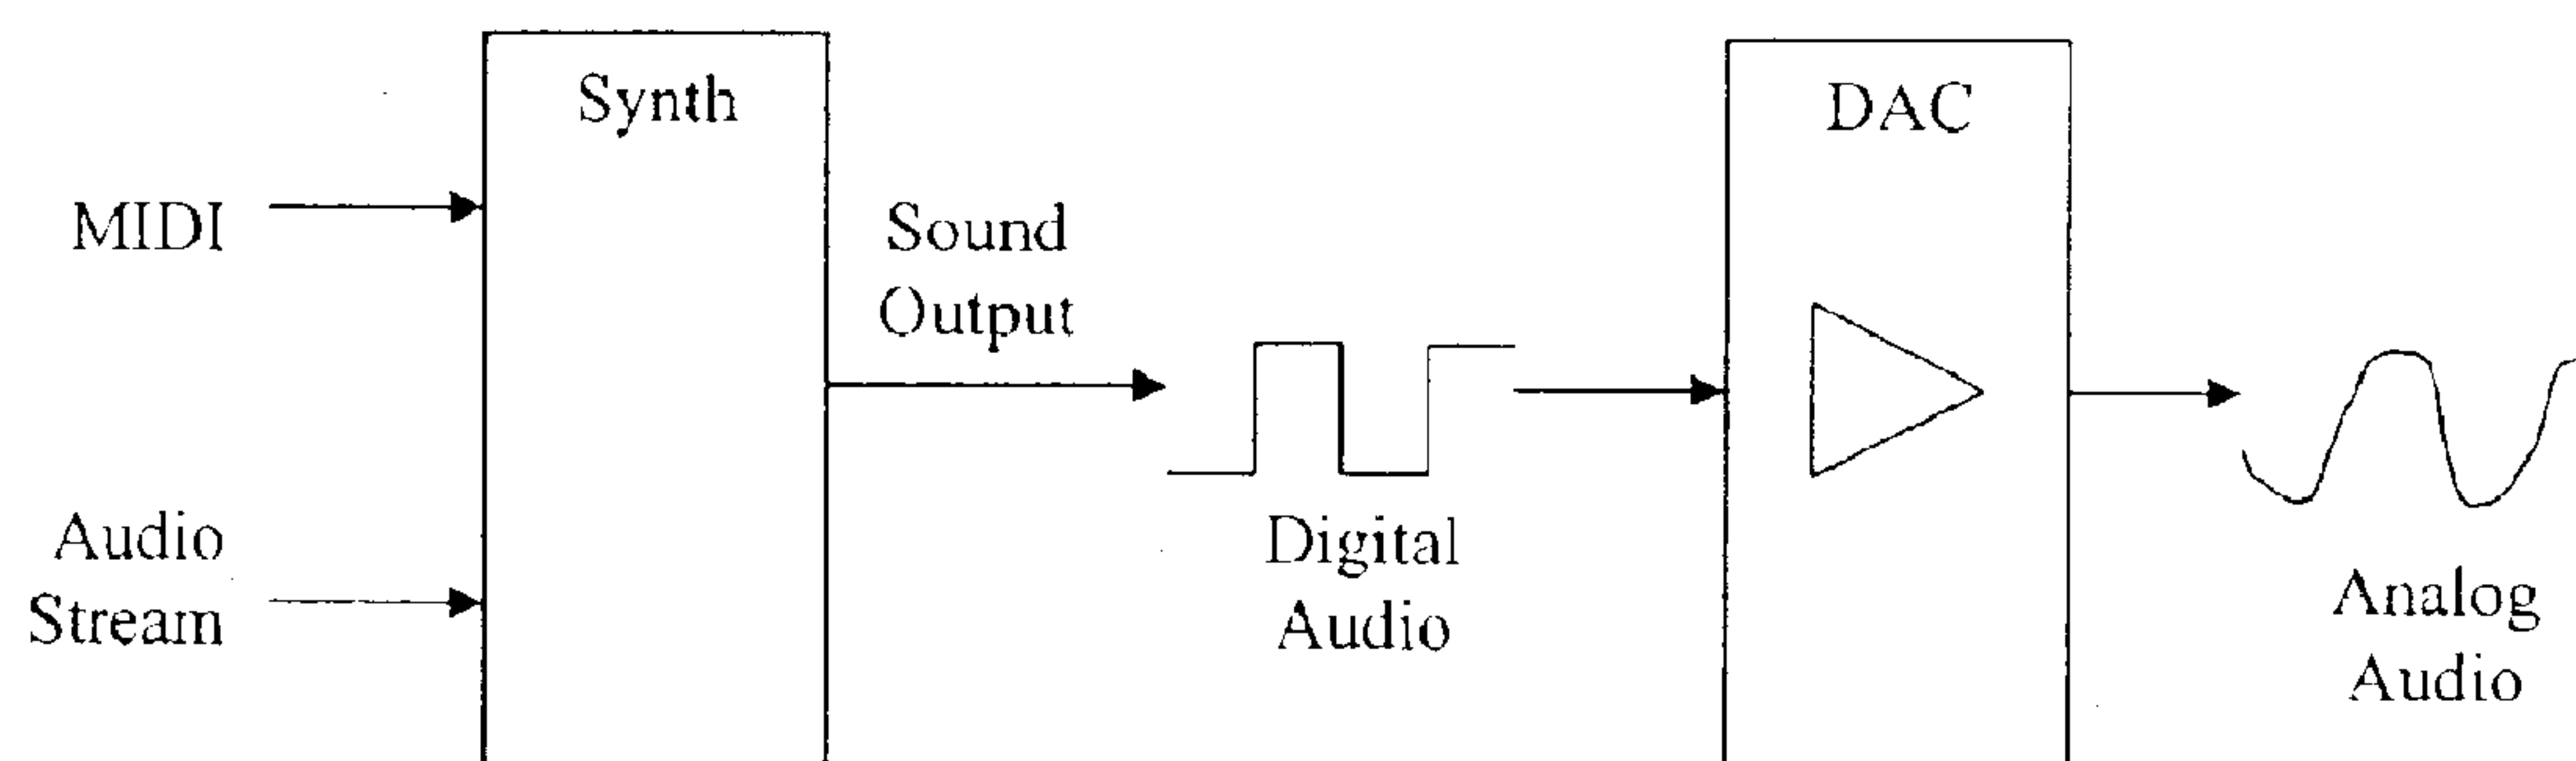 Synth
DAC
MIDI
Sound
Output
Audio
Stream
Digital
Audio
Analog
Audio